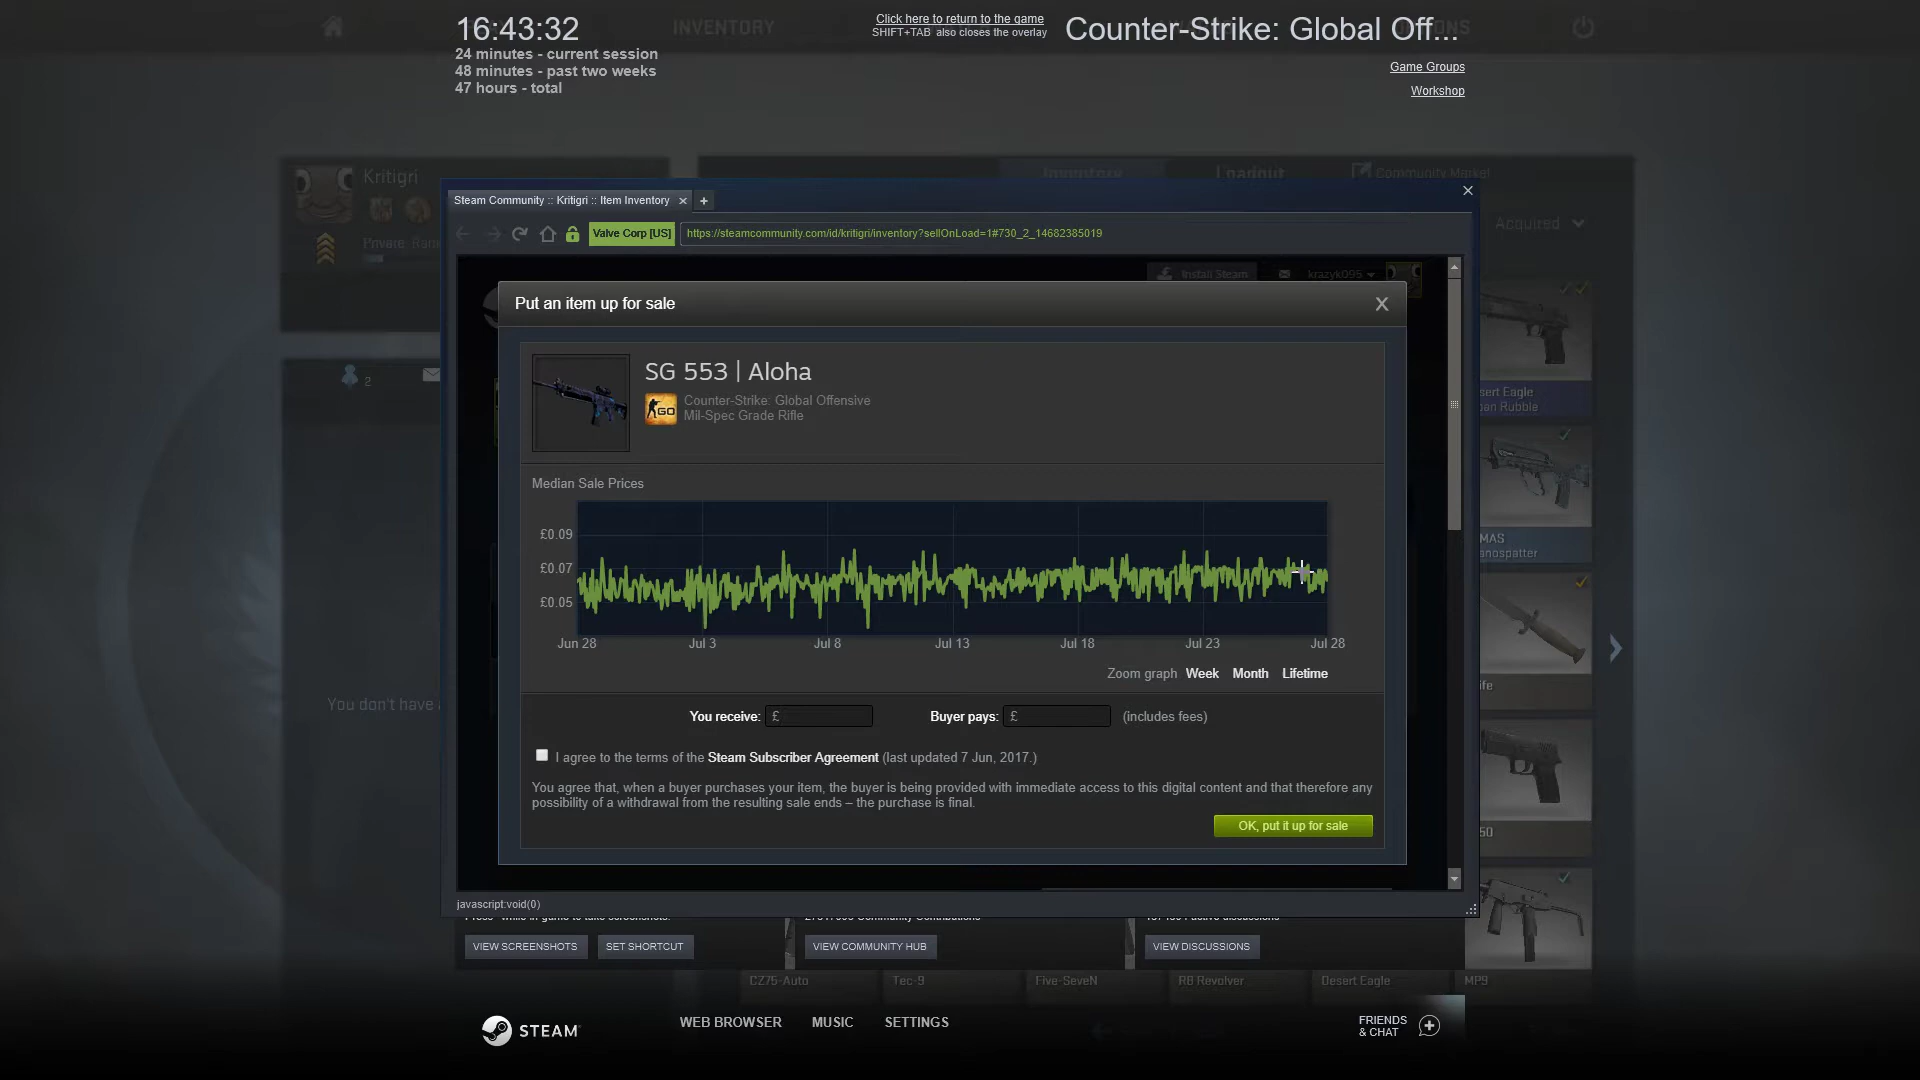 16:43:32
24 minutes - current session
48 minutes - past two weeks
47 hours - total
INVENTORY
Click here to return to the game
SHIFT+TAB also closes the overlay
Counter-Strike: Global Off...
Game Groups
Workshop
Kritigri
Inventory
Loadout
Community Market
Acquired
2
You don't have
Steam Community :: Kritigri :: Item Inventory
Valve Corp [US]
https://steamcommunity.com/id/kritigri/inventory?sellOnLoad=1#730_2_14682385019
Install Steam
krazyk095
Put an item up for sale
X
SG 553 | Aloha
GO
Counter-Strike: Global Offensive
Mil-Spec Grade Rifle
Median Sale Prices
£0.09
£0.07
£0.05
Jun 28
Jul 3
Jul 8
Jul 13
Jul 18
Jul 23
Jul 28
Zoom graph
Week
Month
Lifetime
You receive: £
Buyer pays: £
(includes fees)
I agree to the terms of the Steam Subscriber Agreement (last updated 7 Jun, 2017.)
You agree that, when a buyer purchases your item, the buyer is being provided with immediate access to this digital content and that therefore any
possibility of a withdrawal from the resulting sale ends – the purchase is final.
OK, put it up for sale
javascript:void(0)
VIEW SCREENSHOTS
SET SHORTCUT
VIEW COMMUNITY HUB
VIEW DISCUSSIONS
CZ75-Auto
Tec-9
Five-SeveN
R8 Revolver
Desert Eagle
MP9
STEAM
WEB BROWSER
MUSIC
SETTINGS
FRIENDS
& CHAT